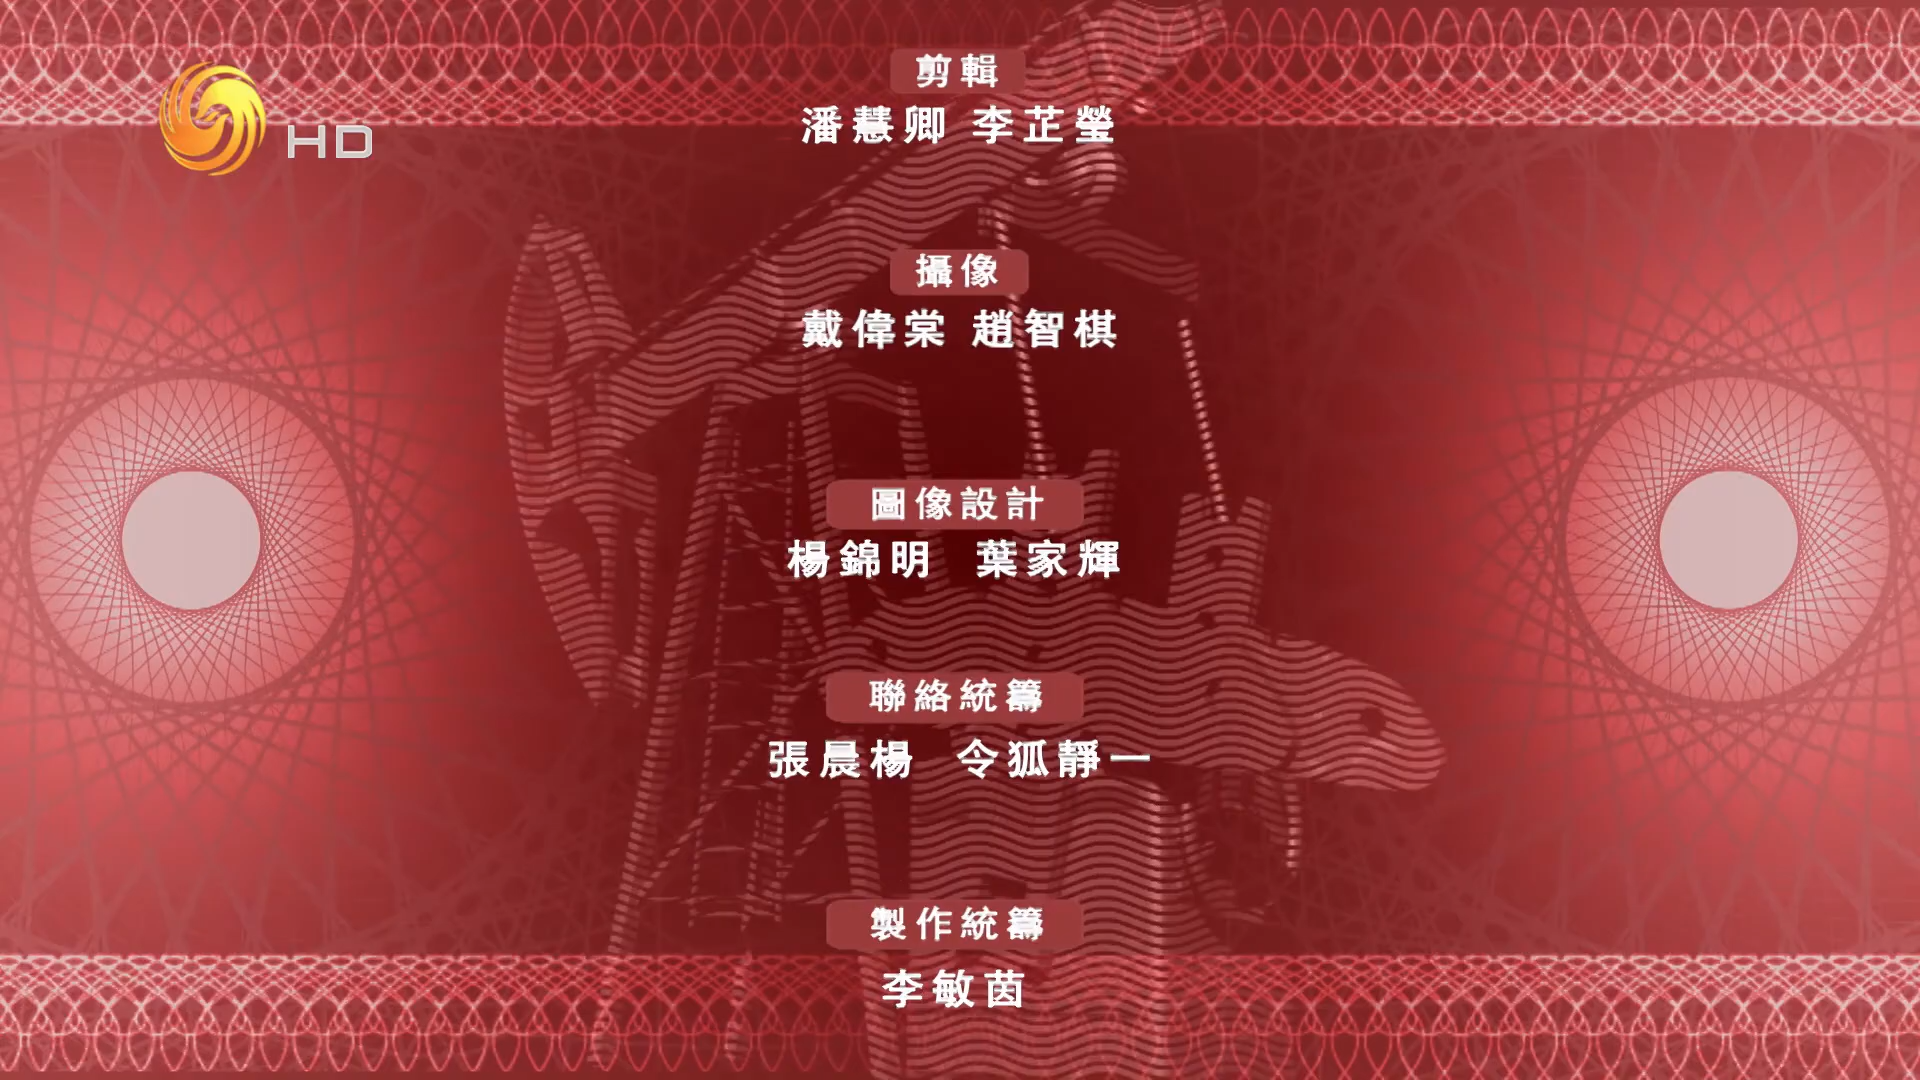 剪輯
HD
潘慧卿 李芷瑩
攝像
戴偉棠 趙智棋
圖像設計
楊錦明 葉家輝
聯絡統籌
張晨楊 令狐靜一
製作統籌
李敏茵